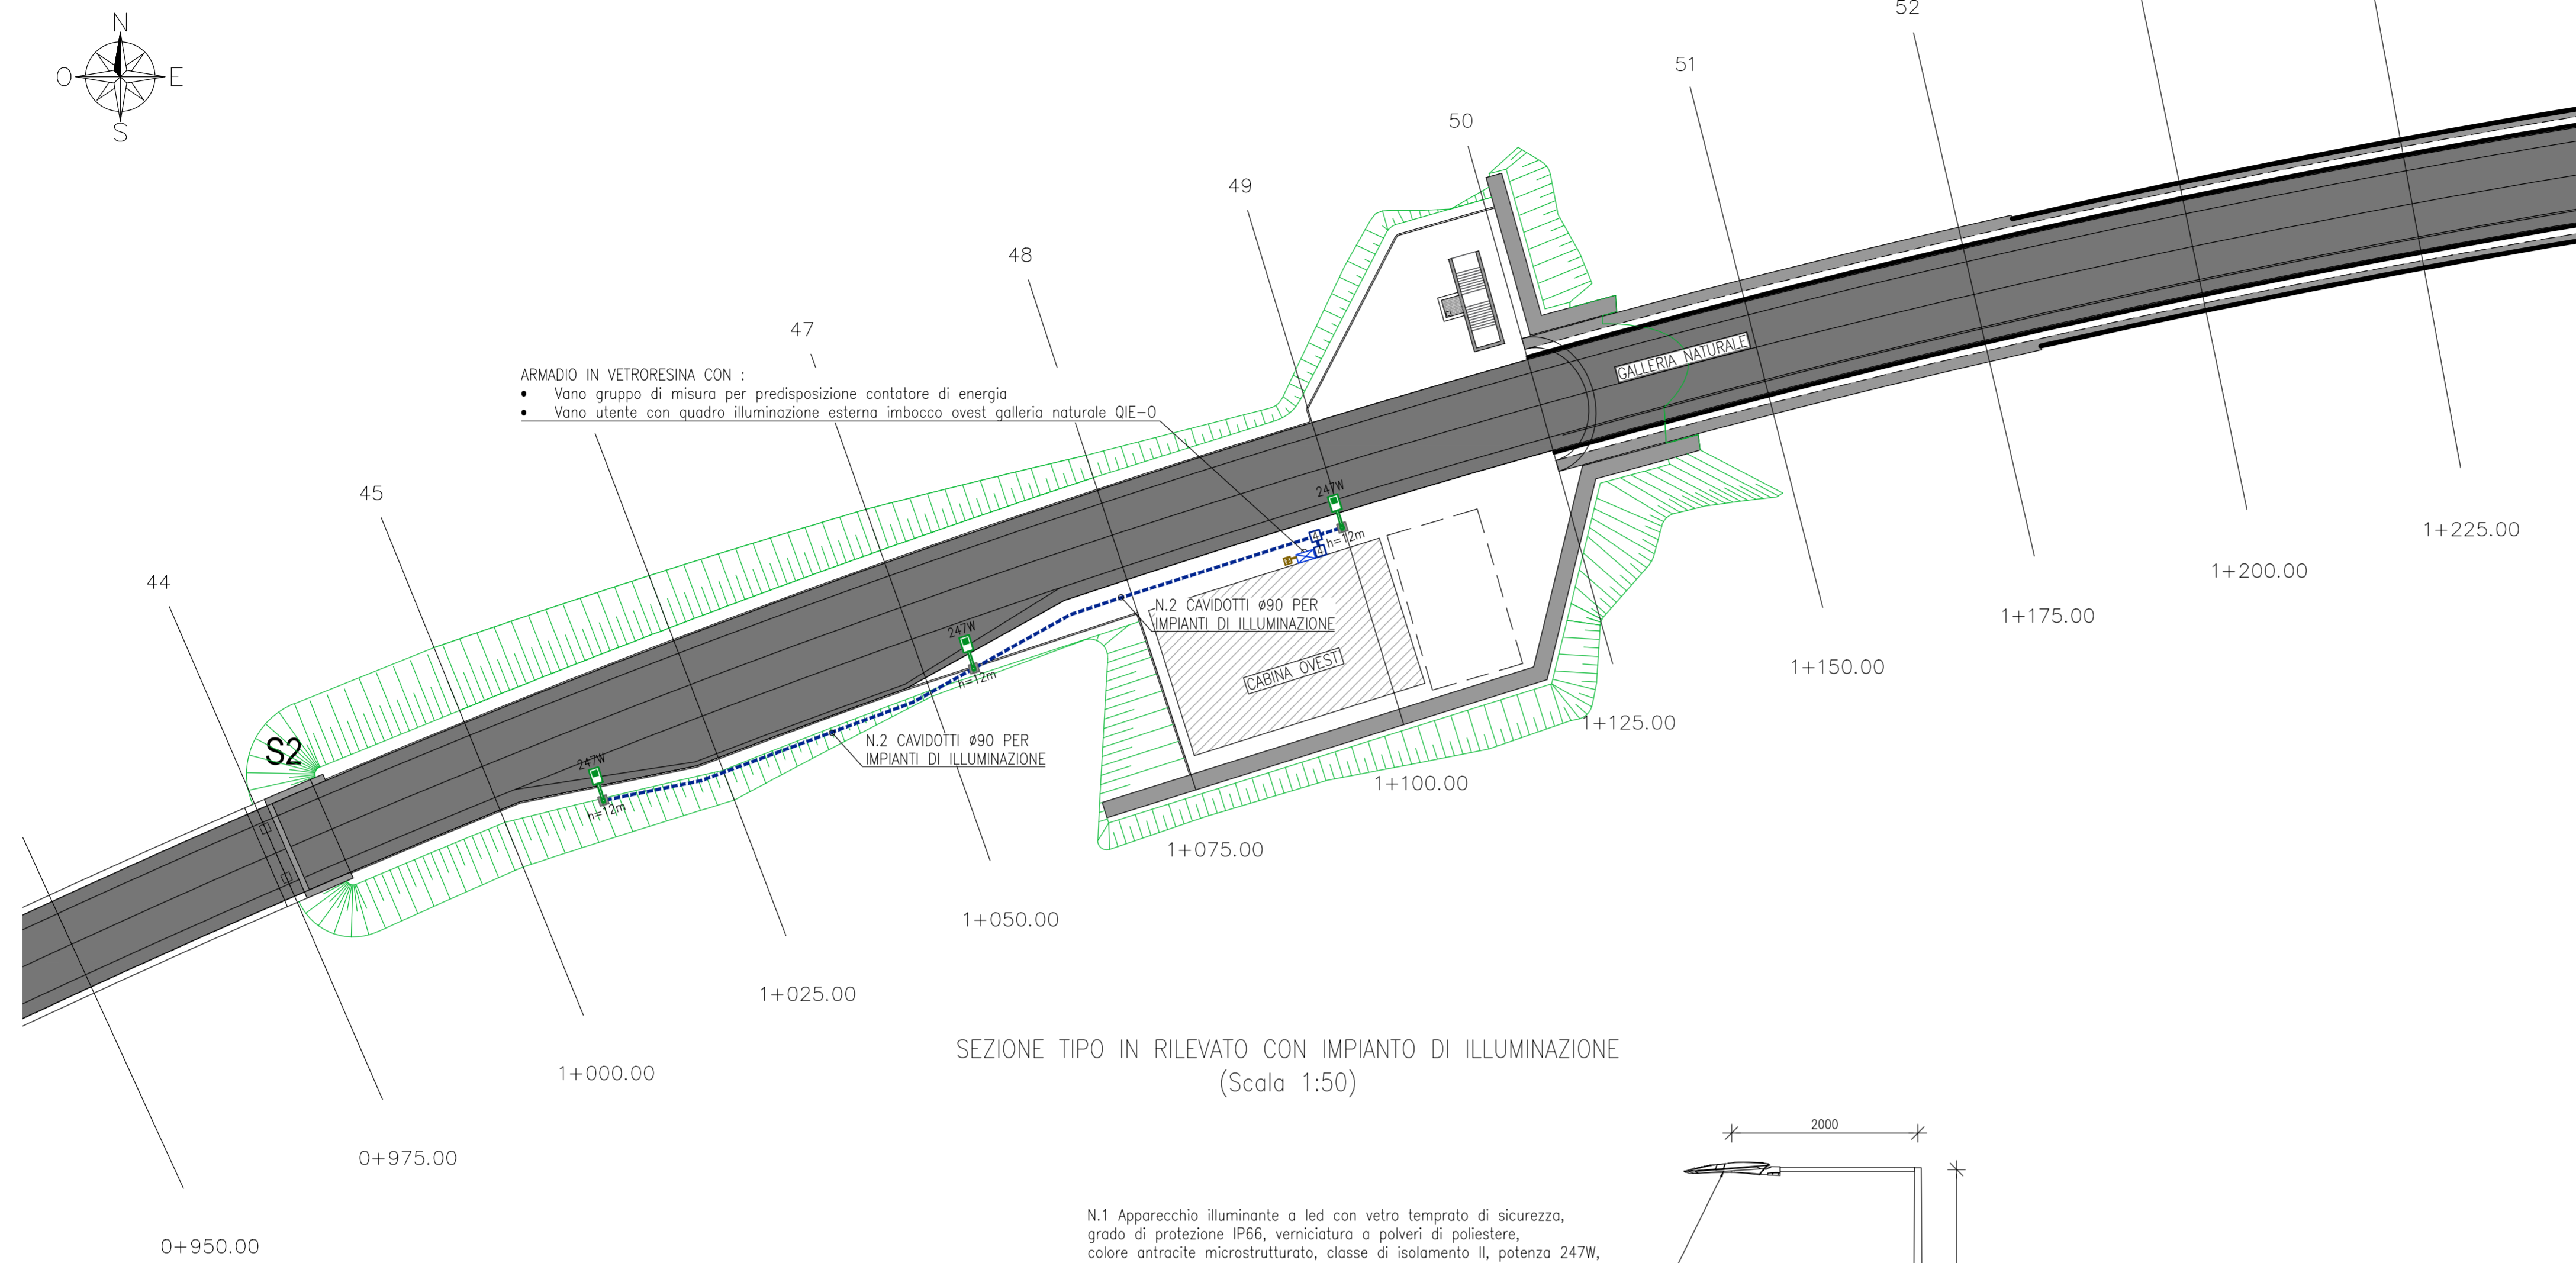 N
O
E
S
52
51
50
49
48
47
45
44
ARMADIO IN VETRORESINA CON :
• Vano gruppo di misura per predisposizione contatore di energia
• Vano utente con quadro illuminazione esterna imbocco ovest galleria naturale QIE-O
GALLERIA NATURALE
247W
4
4
h=12m
N.2 CAVIDOTTI ø90 PER
IMPIANTI DI ILLUMINAZIONE
247W
h=12m
CABINA OVEST
N.2 CAVIDOTTI ø90 PER
IMPIANTI DI ILLUMINAZIONE
S2
247W
h=12m
1+225.00
1+200.00
1+175.00
1+150.00
1+125.00
1+100.00
1+075.00
1+050.00
1+025.00
1+000.00
0+975.00
0+950.00
SEZIONE TIPO IN RILEVATO CON IMPIANTO DI ILLUMINAZIONE
(Scala 1:50)
2000
N.1 Apparecchio illuminante a led con vetro temprato di sicurezza,
grado di protezione IP66, verniciatura a polveri di poliestere,
colore antracite microstrutturato, classe di isolamento II, potenza 247W,